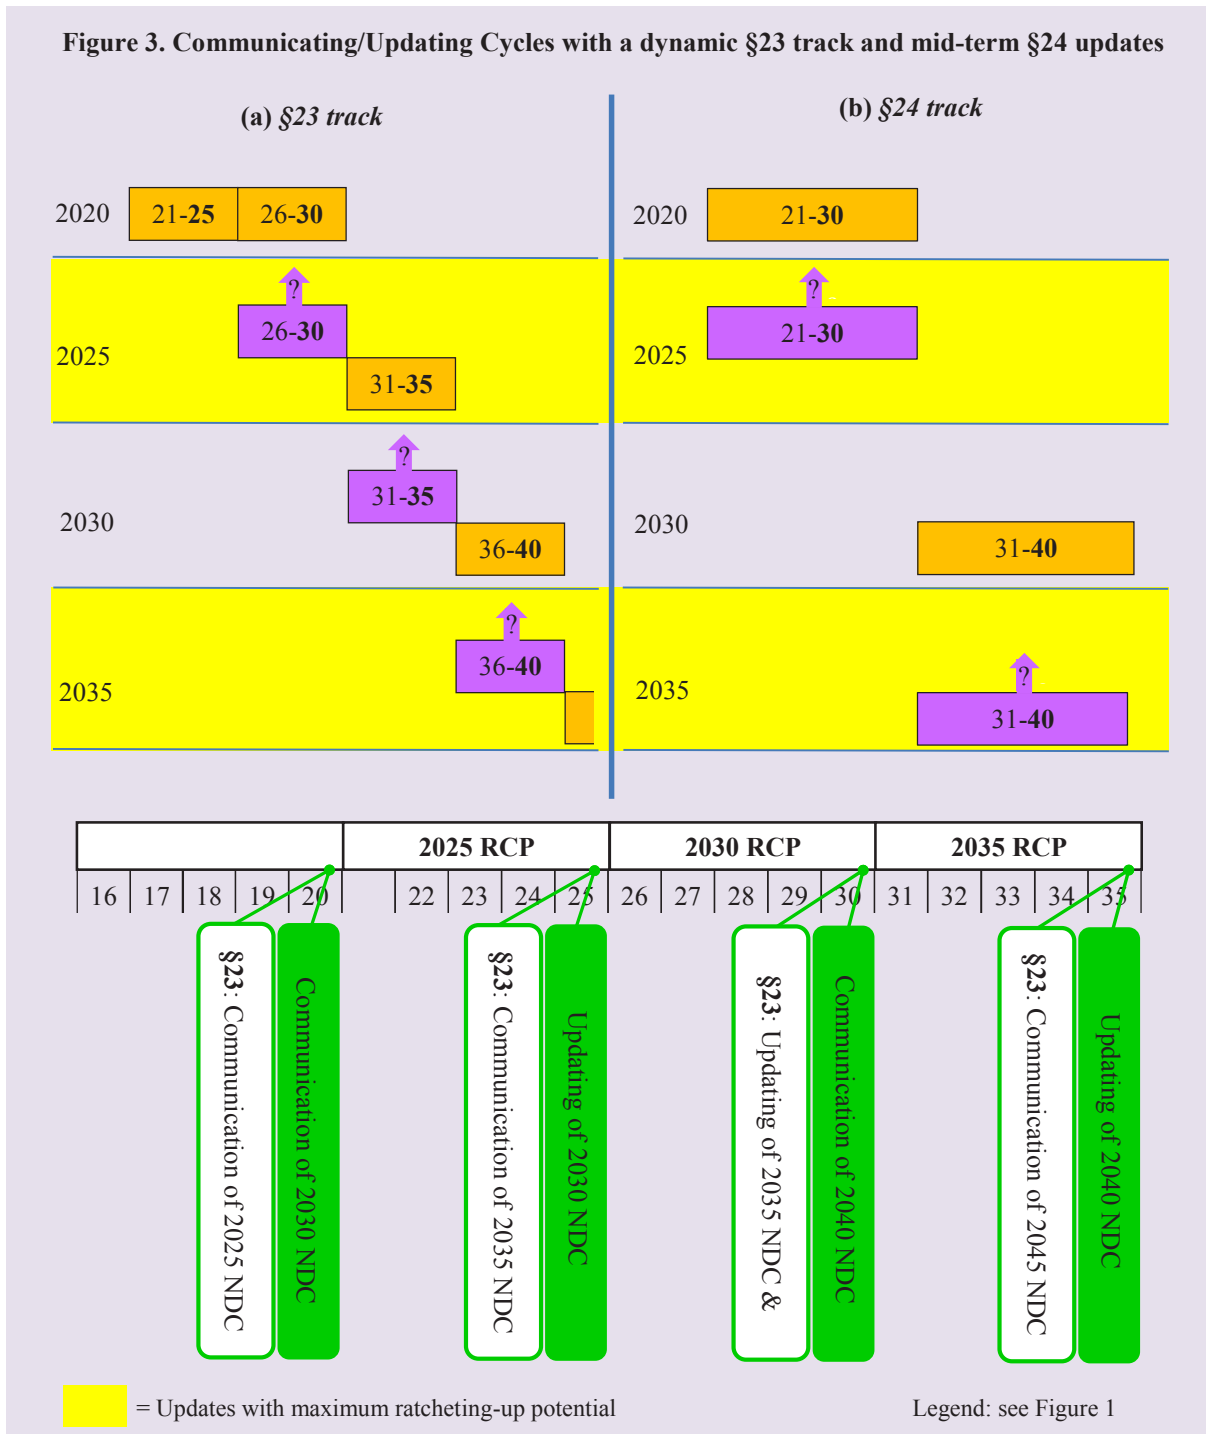 Figure 3. Communicating/Updating Cycles with a dynamic §23 track and mid-term §24 updates
(a) §23 track
(b) §24 track
2020
21-25
26-30
2020
21-30
?
26-30
2025
31-35
?
21-30
2025
?
31-35
2030
36-40
2030
31-40
?
36-40
2035
?
2035
31-40
2025 RCP
2030 RCP
2035 RCP
16 17 18 19 20 22 23 24 25 26 27 28 29 30 31 32 33 34 35
§23: Communication of 2025 NDC
Communication of 2030 NDC
§23: Communication of 2035 NDC
Updating of 2030 NDC
§23: Updating of 2035 NDC &
Communication of 2040 NDC
§23: Communication of 2045 NDC
Updating of 2040 NDC
= Updates with maximum ratcheting-up potential
Legend: see Figure 1